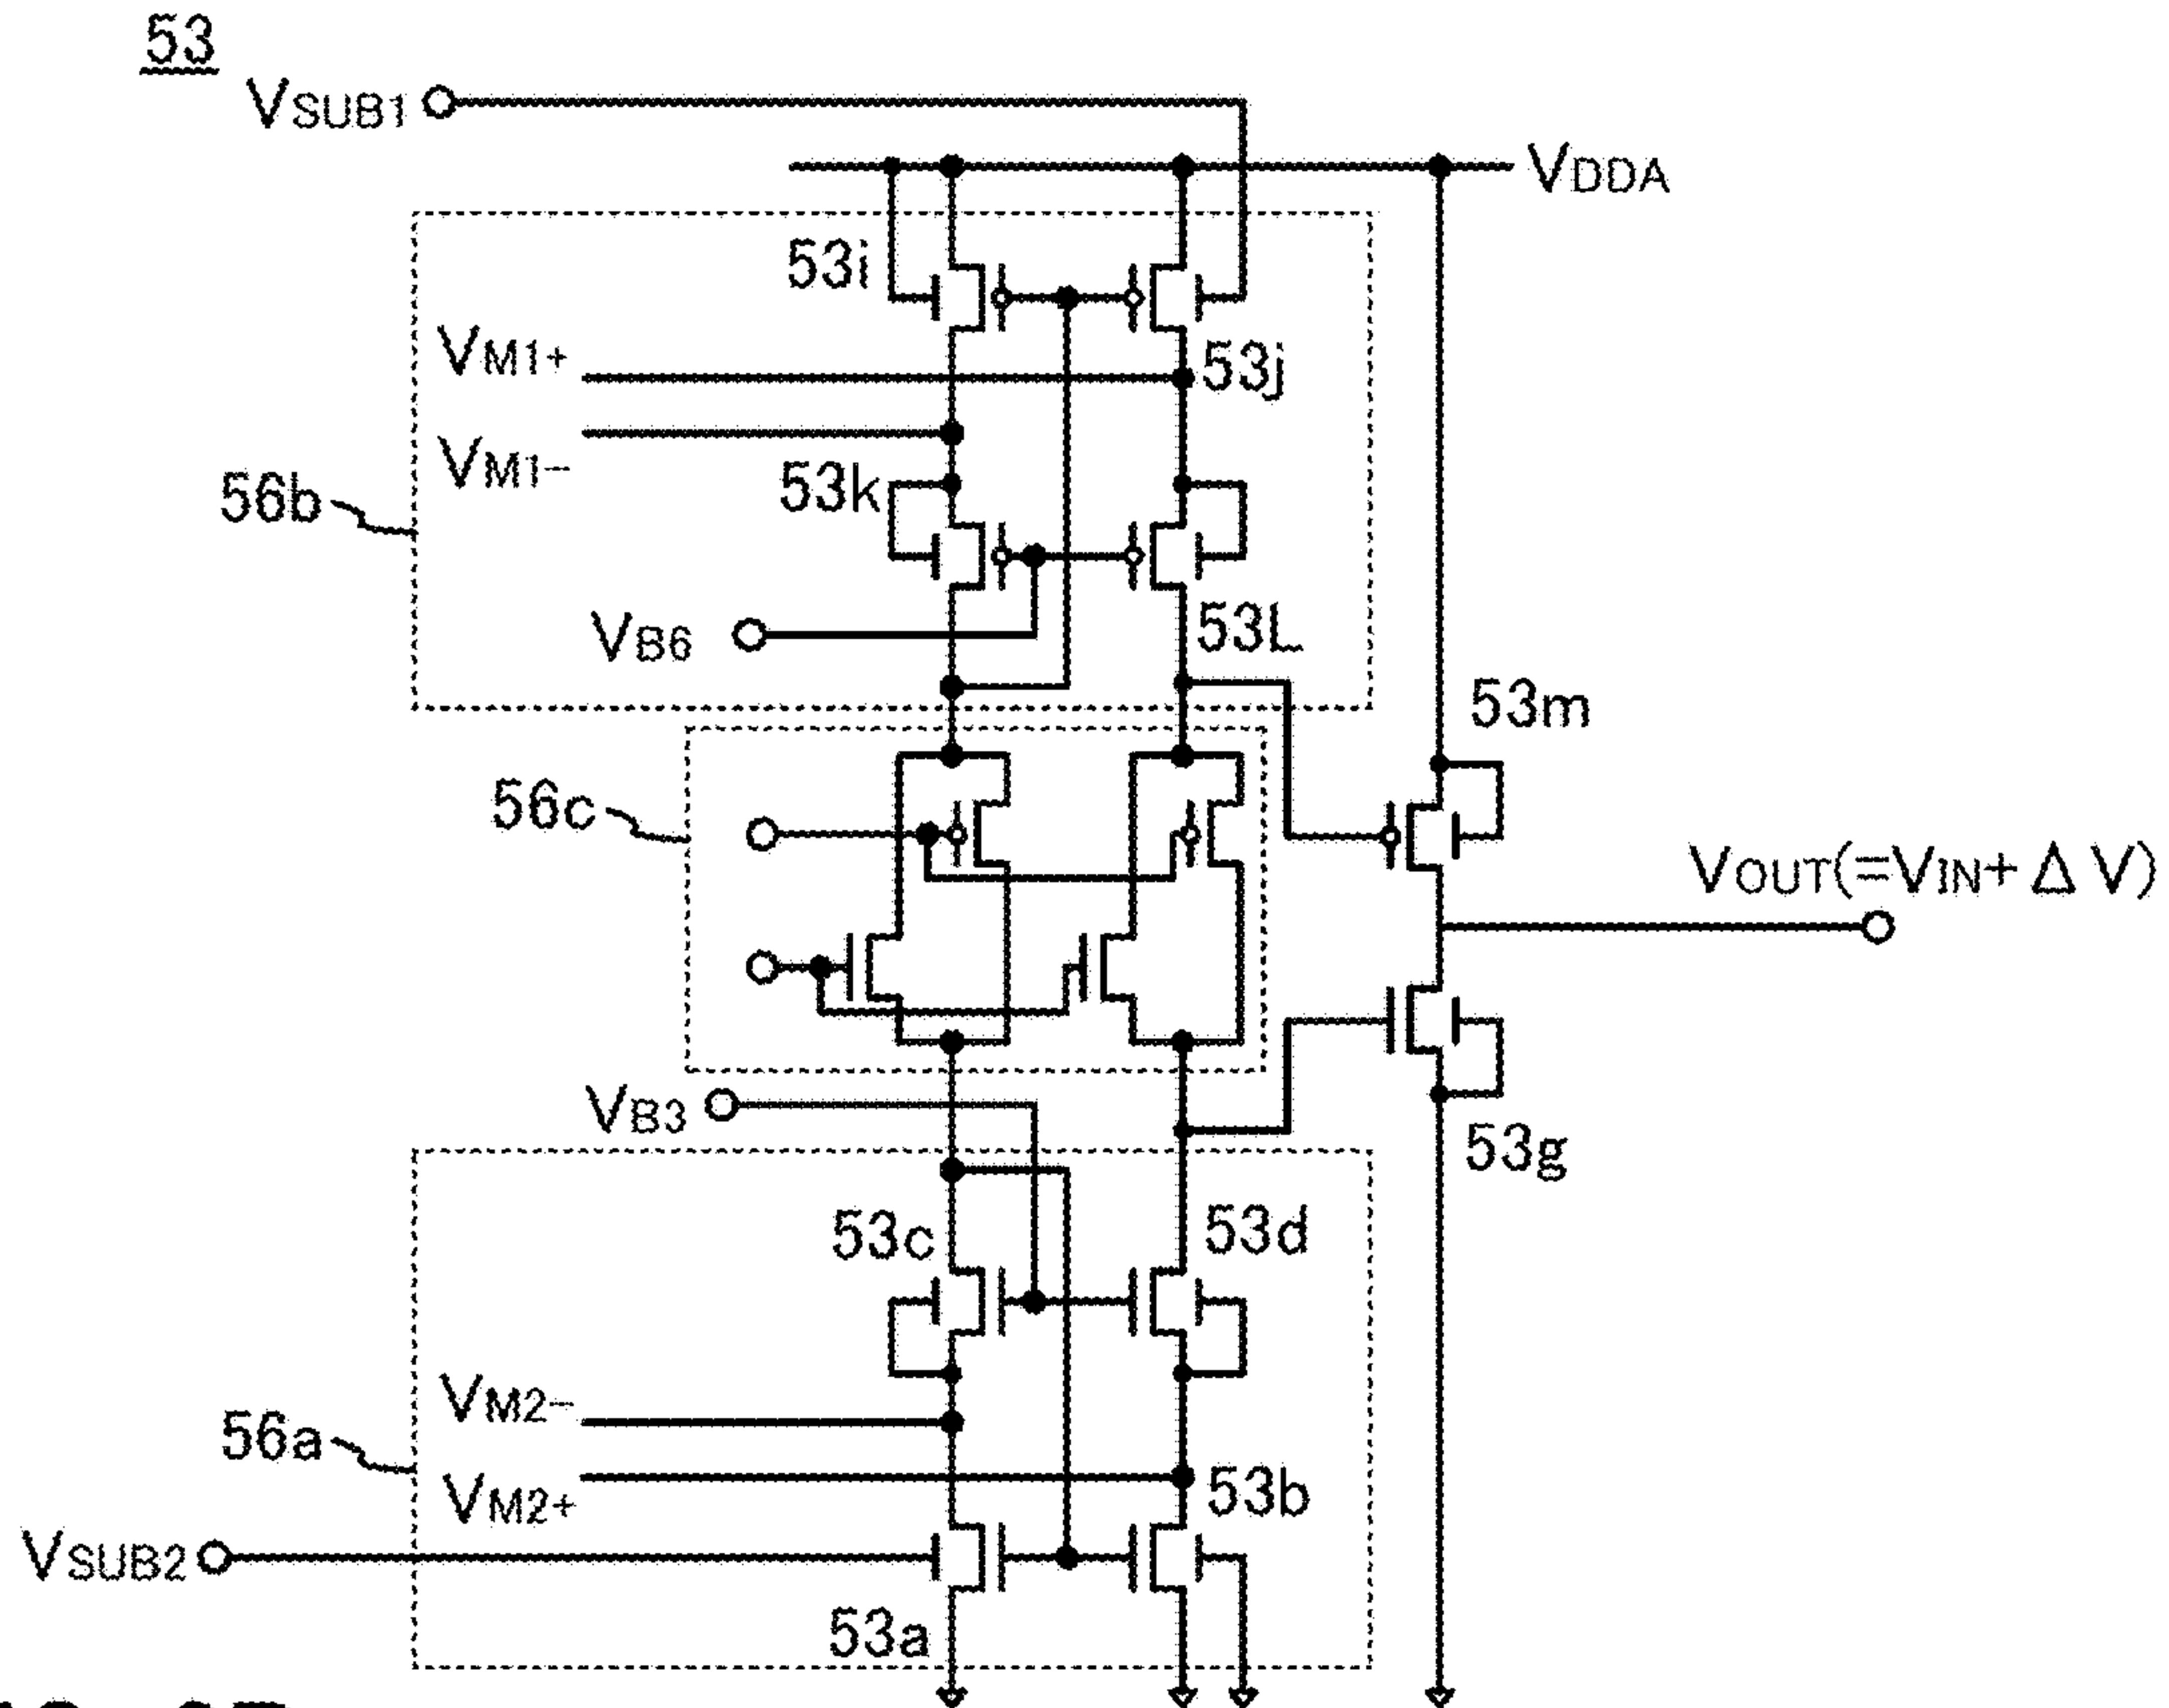 53
VSUB1
VDDA
53i
VM1+
53j
VM1-
53k
56b
VB6
53L
53m
56c
VOUT(=VIN+ΔV)
VB3
53g
53c
53d
VM2-
56a
VM2+
53b
VSUB2
53a